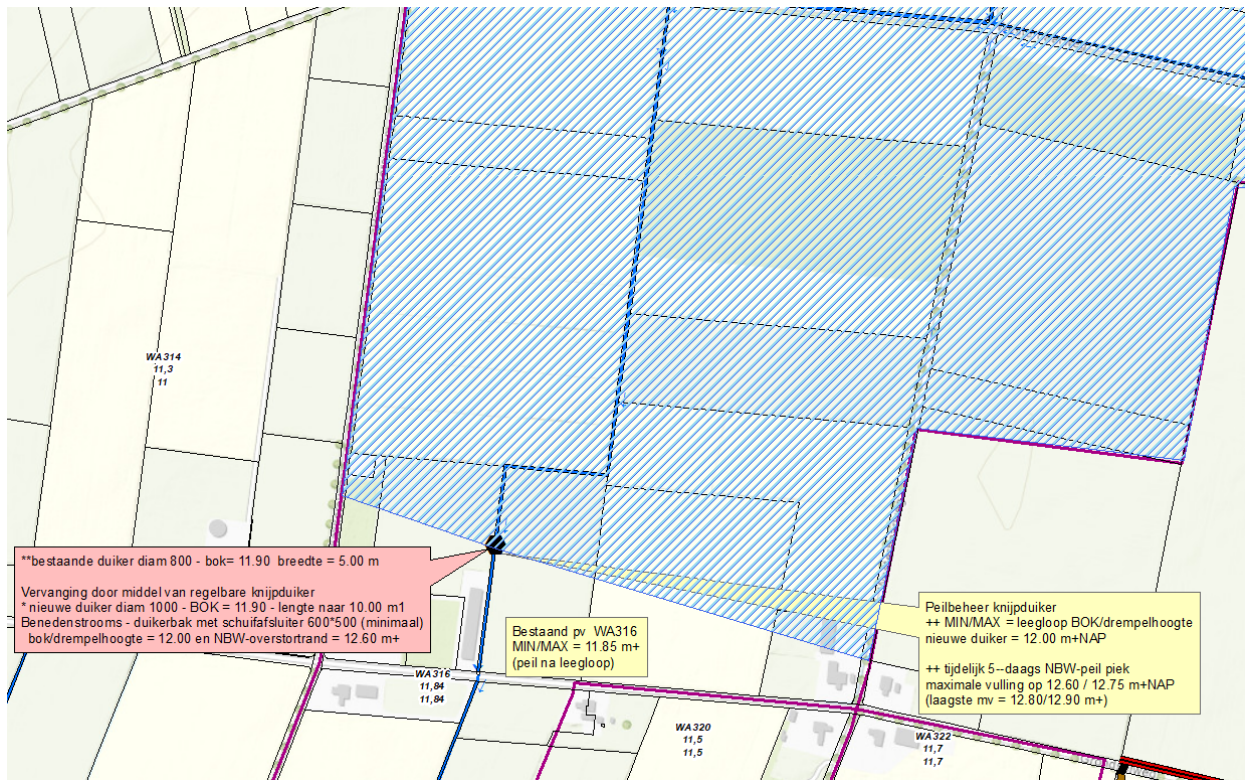 WA314
11,3
11
**bestaande duiker diam 800 - bok= 11.90 breedte = 5.00 m
Vervanging door middel van regelbare knijpduiker
* nieuwe duiker diam 1000 - BOK = 11.90 - lengte naar 10.00 m1
Benedenstrooms - duikerbak met schuifafsluiter 600*500 (minimaal)
bok/drempelhoogte = 12.00 en NBW-overstortrand = 12.60 m+
Bestaand pv WA316
MIN/MAX = 11.85 m+
(peil na leegloop)
Peilbeheer knijpduiker
++ MIN/MAX = leegloop BOK/drempelhoogte
nieuwe duiker = 12.00 m+NAP
++ tijdelijk 5--daags NBW-peil piek
maximale vulling op 12.60 / 12.75 m+NAP
(laagste mv = 12.80/12.90 m+)
WA316
11,84
11,84
WA320
11,5
11,5
WA322
11,7
11,7